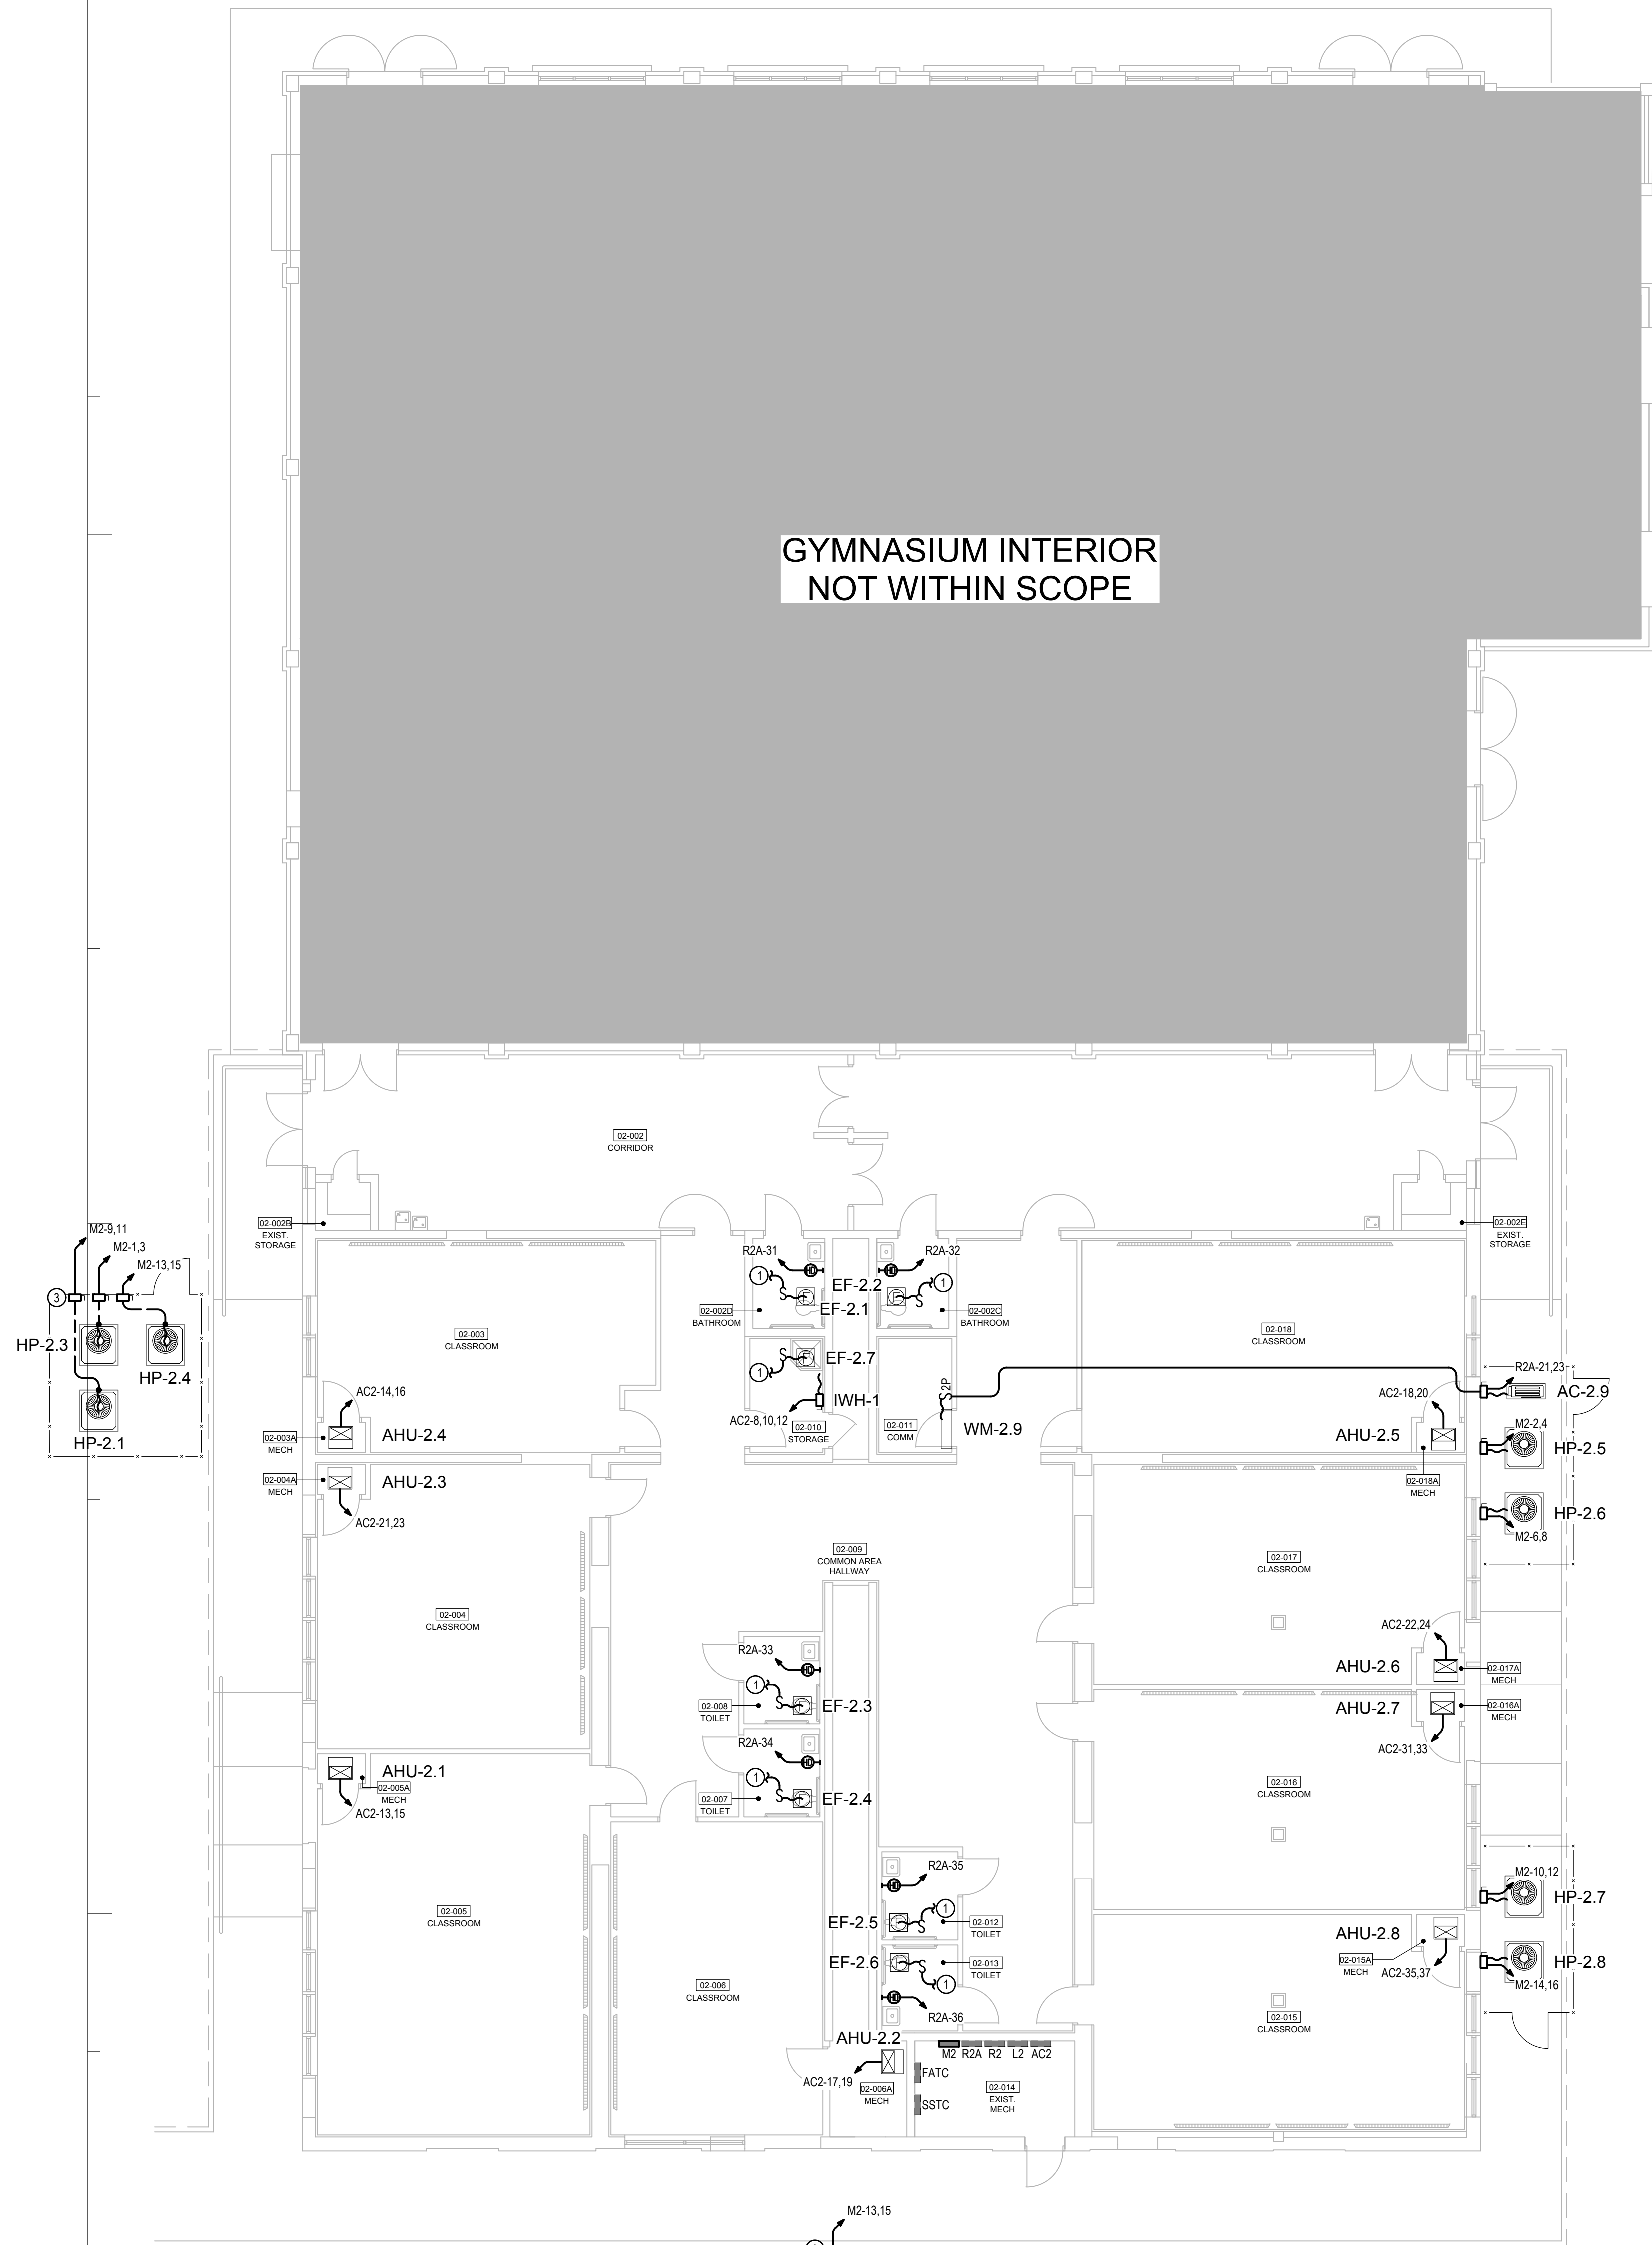 GYMNASIUM INTERIOR
NOT WITHIN SCOPE
02-002
CORRIDOR
02-002B
EXIST.
STORAGE
02-002E
EXIST.
STORAGE
M2-9,11
M2-1,3
M2-13,15
3
HP-2.3
HP-2.4
HP-2.1
R2A-31
1
EF-2.1
S
F
HD
02-002D
BATHROOM
R2A-32
1
EF-2.2
S
F
HD
02-002C
BATHROOM
02-003
CLASSROOM
02-018
CLASSROOM
1
S
F
EF-2.7
IWH-1
AC2-8,10,12
02-010
STORAGE
02-011
COMM
S 2P
WM-2.9
AC2-14,16
AHU-2.4
02-003A
MECH
AC2-18,20
AHU-2.5
02-018A
MECH
R2A-21,23
AC-2.9
M2-2,4
HP-2.5
HP-2.6
M2-6,8
02-004A
MECH
AHU-2.3
AC2-21,23
02-009
COMMON AREA
HALLWAY
02-017
CLASSROOM
02-004
CLASSROOM
AC2-22,24
AHU-2.6
02-017A
MECH
R2A-33
HD
1
S
F
EF-2.3
02-008
TOILET
AHU-2.7
02-016A
MECH
AC2-31,33
R2A-34
HD
1
S
F
EF-2.4
02-007
TOILET
AHU-2.1
02-005A
MECH
AC2-13,15
02-016
CLASSROOM
R2A-35
HD
1
S
F
EF-2.5
02-012
TOILET
M2-10,12
HP-2.7
02-005
CLASSROOM
AHU-2.8
02-015A
MECH
AC2-35,37
HP-2.8
M2-14,16
EF-2.6
F
S
1
02-013
TOILET
HD
R2A-36
02-006
CLASSROOM
02-015
CLASSROOM
AHU-2.2
AC2-17,19
02-006A
MECH
M2 R2A R2 L2 AC2
FATC
SSTC
02-014
EXIST.
MECH
M2-13,15